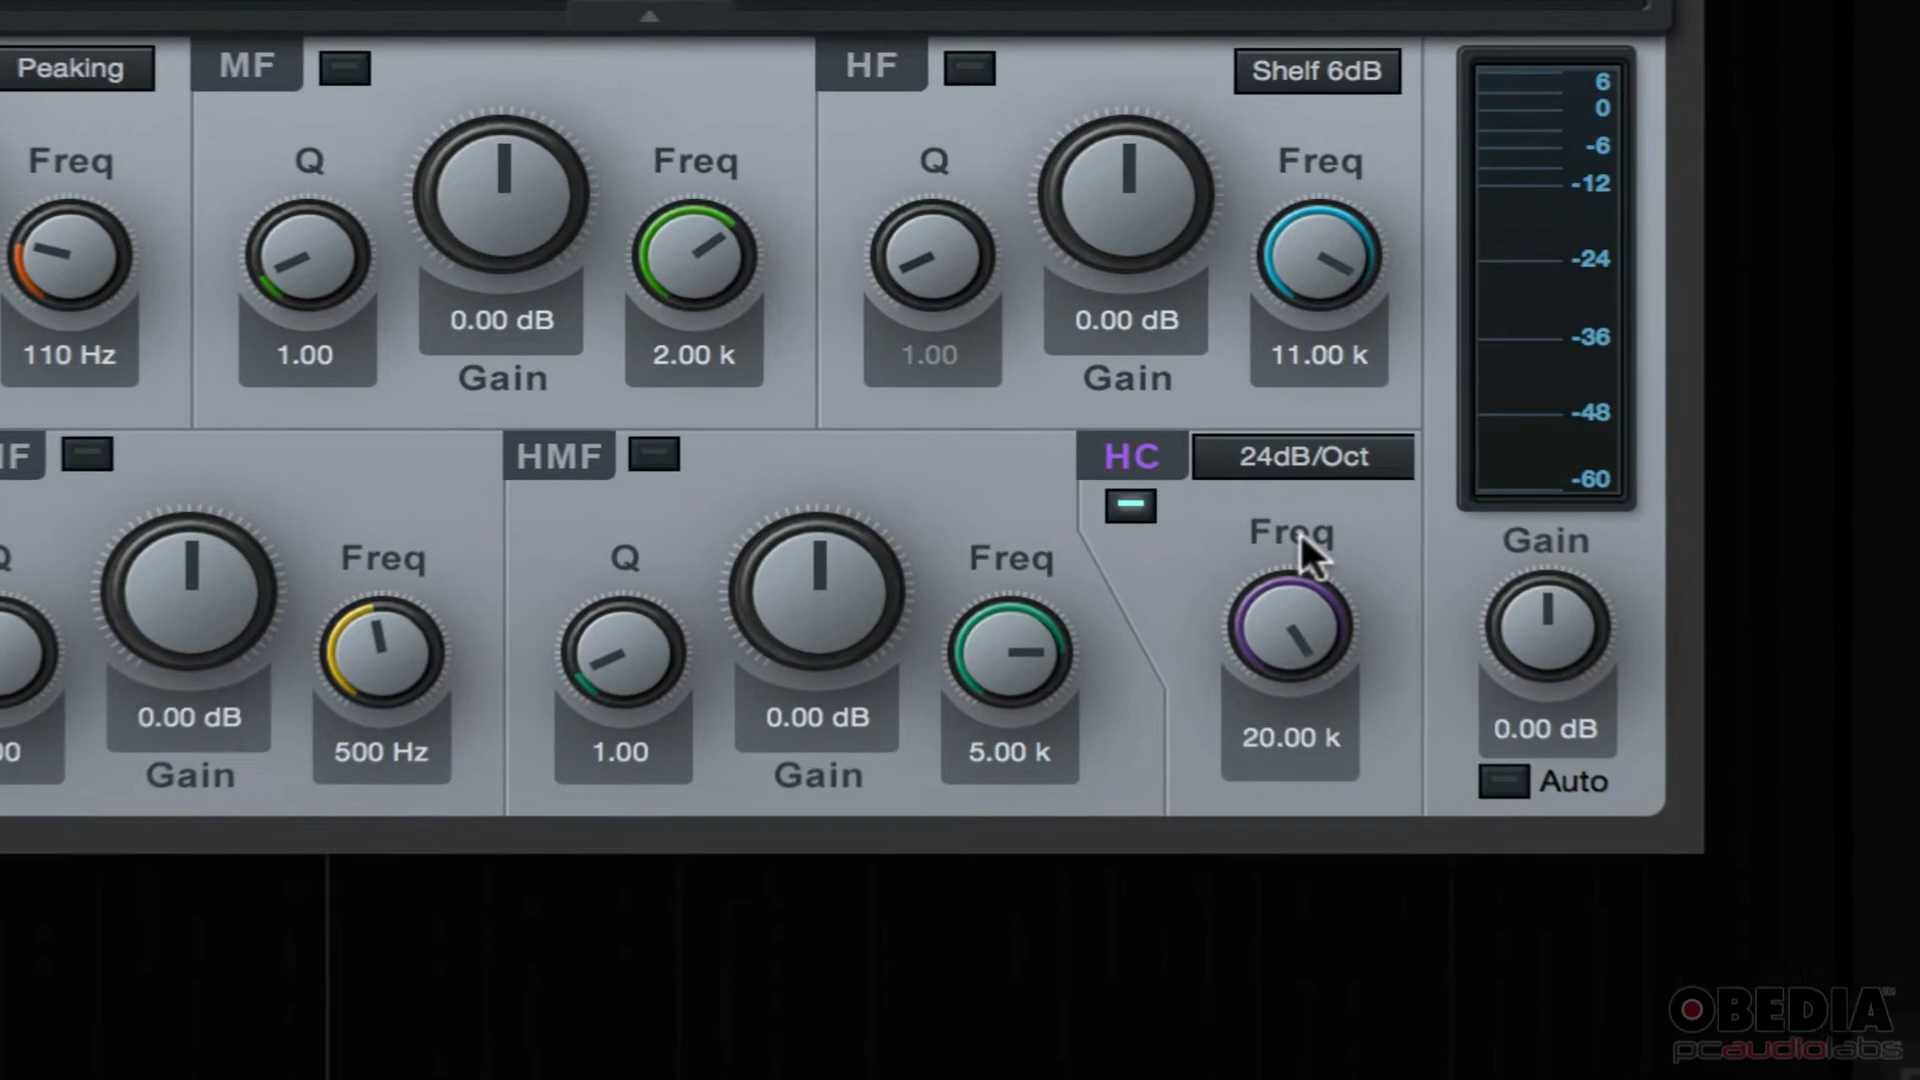 Peaking
MF
HF
Shelf 6dB
Freq
Q
Freq
Q
Freq
110 Hz
1.00
0.00 dB
2.00 k
1.00
0.00 dB
11.00 k
Gain
Gain
6
0
-6
-12
-24
-36
-48
-60
HMF
HC
24dB/Oct
Freq
Q
Freq
Freq
Gain
0.00 dB
500 Hz
1.00
0.00 dB
5.00 k
20.00 k
0.00 dB
Gain
Gain
Auto
OBEDIA™
pcaudiolabs